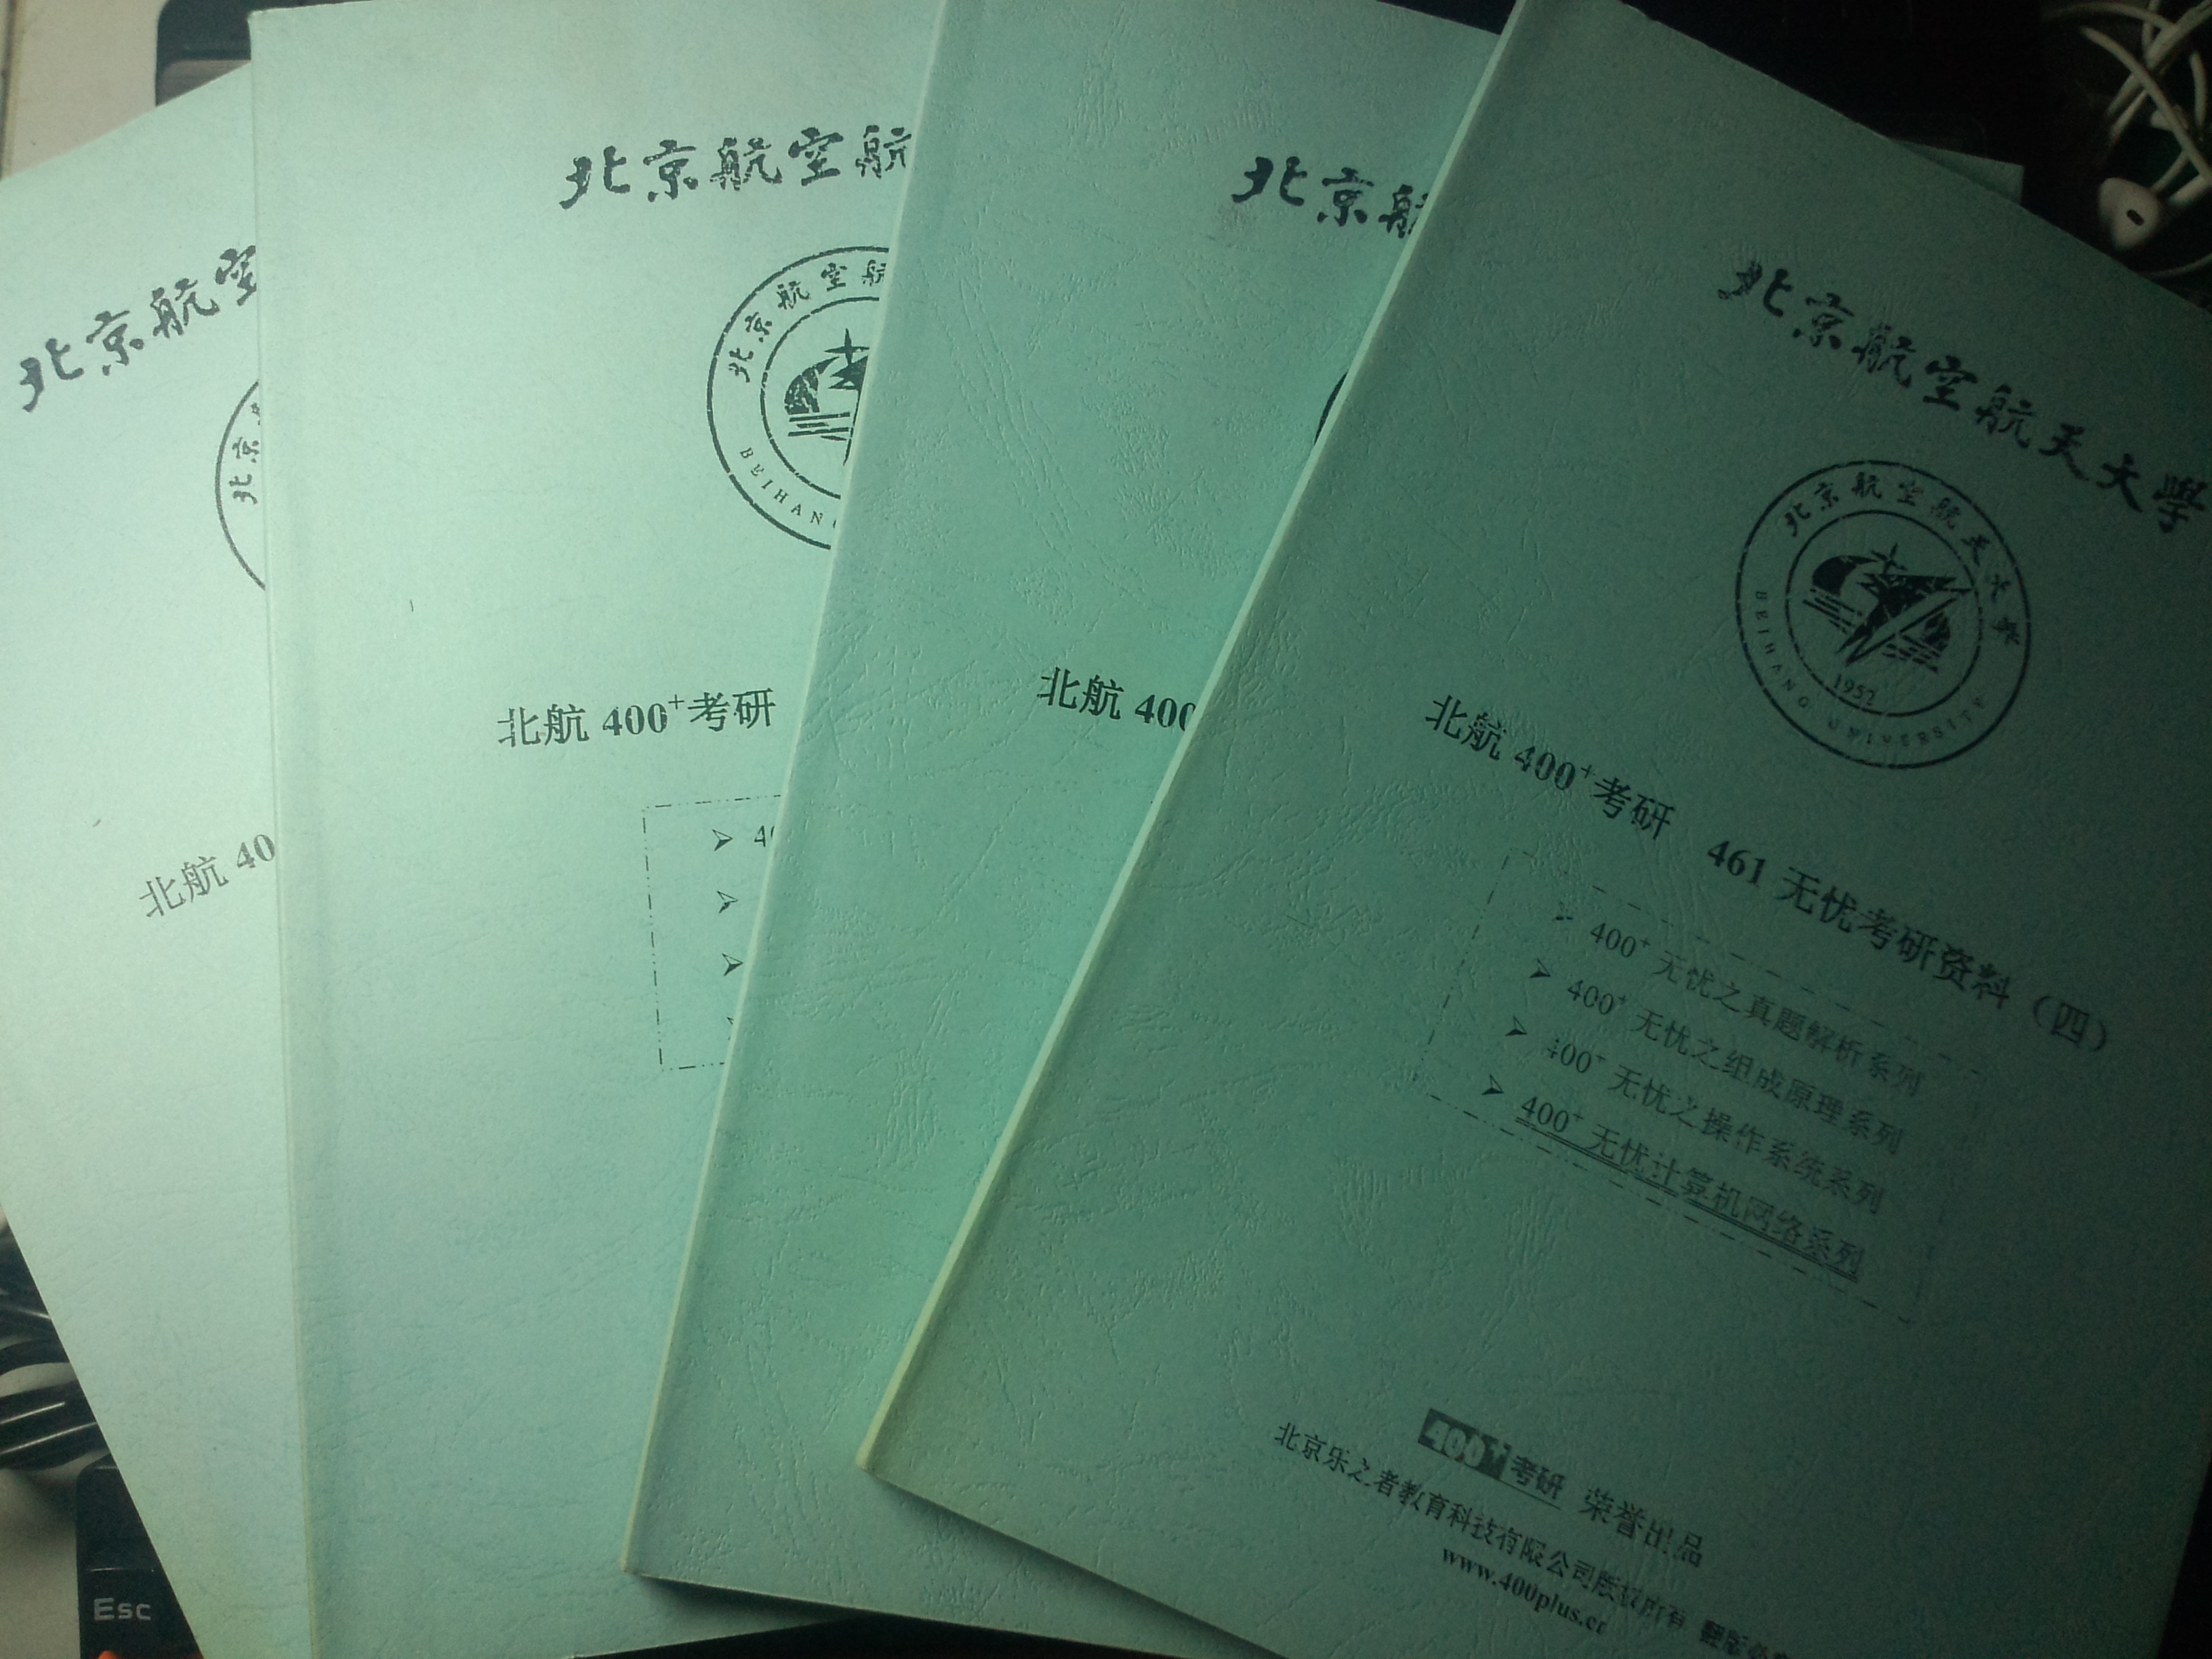 北京航空
北京
北航 40
北京航空航
北京航空航
BEIHAN
北航 400+考研
北京航
北航 400
北京航空航天大學
北京航空航天大學
1952
BEIHANG UNIVERSITY
北航 400+考研 461 无忧考研资料（四）
➢ 400+ 无忧之真题解析系列
➢ 400+ 无忧之组成原理系列
➢ 400+ 无忧之操作系统系列
➢ 400+ 无忧计算机网络系列
400+考研 荣誉出品
北京乐之者教育科技有限公司版权所有 翻版必
www.400plus.cn
Esc